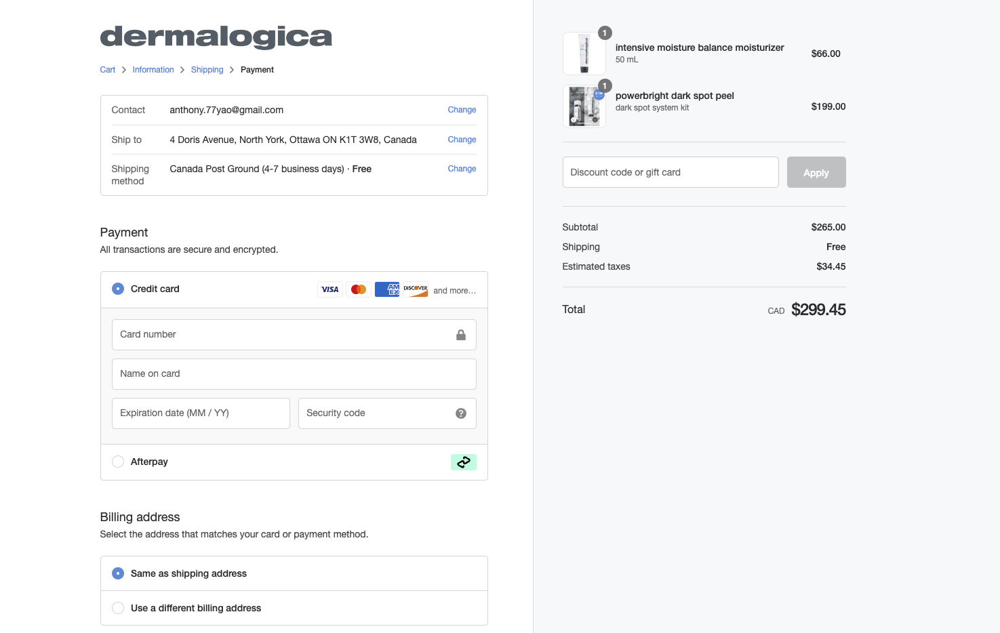 dermalogica
Cart > Information > Shipping > Payment
Contact anthony.77yao@gmail.com Change
Ship to 4 Doris Avenue, North York, Ottawa ON K1T 3W8, Canada Change
Shipping method Canada Post Ground (4-7 business days) · Free Change
Payment
All transactions are secure and encrypted.
Credit card VISA AM EX DISCOVER and more...
Card number
Name on card
Expiration date (MM / YY) Security code ?
Afterpay
Billing address
Select the address that matches your card or payment method.
Same as shipping address
Use a different billing address
1
dermalogica
intensive moisture balance moisturizer $66.00
50 mL
1
powerbright dark spot peel $199.00
dark spot system kit
Discount code or gift card Apply
Subtotal $265.00
Shipping Free
Estimated taxes $34.45
Total CAD $299.45